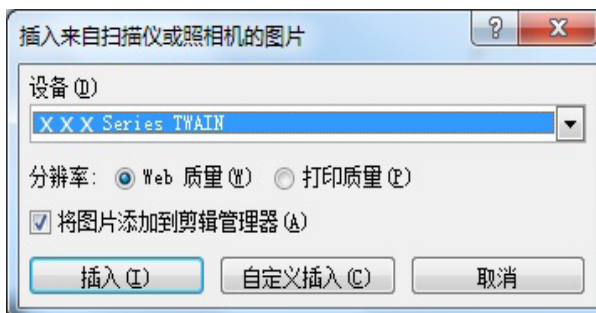 插入来自扫描仪或照相机的图片
设备(D)
X X X Series TWAIN
分辨率: Web 质量(W) 打印质量(P)
将图片添加到剪辑管理器(A)
插入(I) 自定义插入(C) 取消